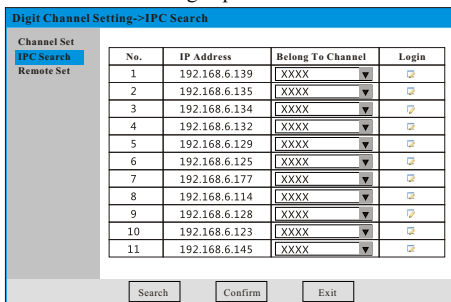 Digit Channel Setting->IPC Search
Channel Set
IPC Search
Remote Set
No. IP Address Belong To Channel Login
1 192.168.6.139 XXXX
2 192.168.6.135 XXXX
3 192.168.6.134 XXXX
4 192.168.6.132 XXXX
5 192.168.6.129 XXXX
6 192.168.6.125 XXXX
7 192.168.6.177 XXXX
8 192.168.6.114 XXXX
9 192.168.6.128 XXXX
10 192.168.6.123 XXXX
11 192.168.6.145 XXXX
Search Confirm Exit